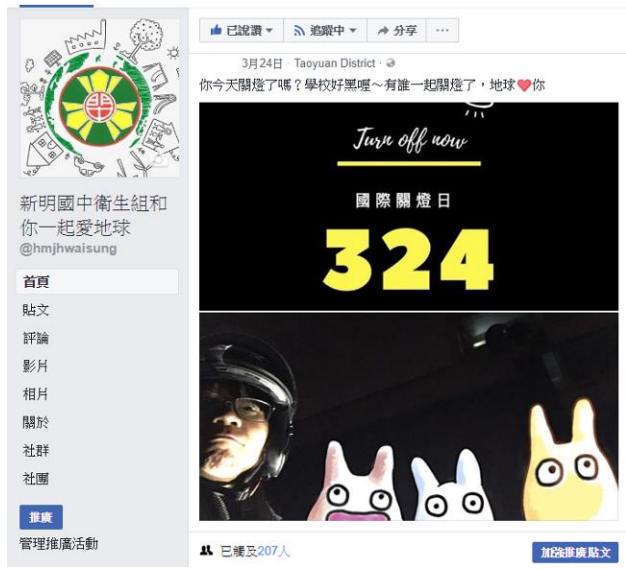 新明國中衛生組和
你一起愛地球
@hmjhwaisung
首頁
貼文
評論
影片
相片
關於
社群
社團
推廣
管理推廣活動
已說讚 追蹤中 分享 ...
3月24日 · Taoyuan District ·
你今天關燈了嗎？學校好黑喔～有誰一起關燈了，地球❤你
Turn off now
國際關燈日
324
已觸及207人
加強推廣貼文